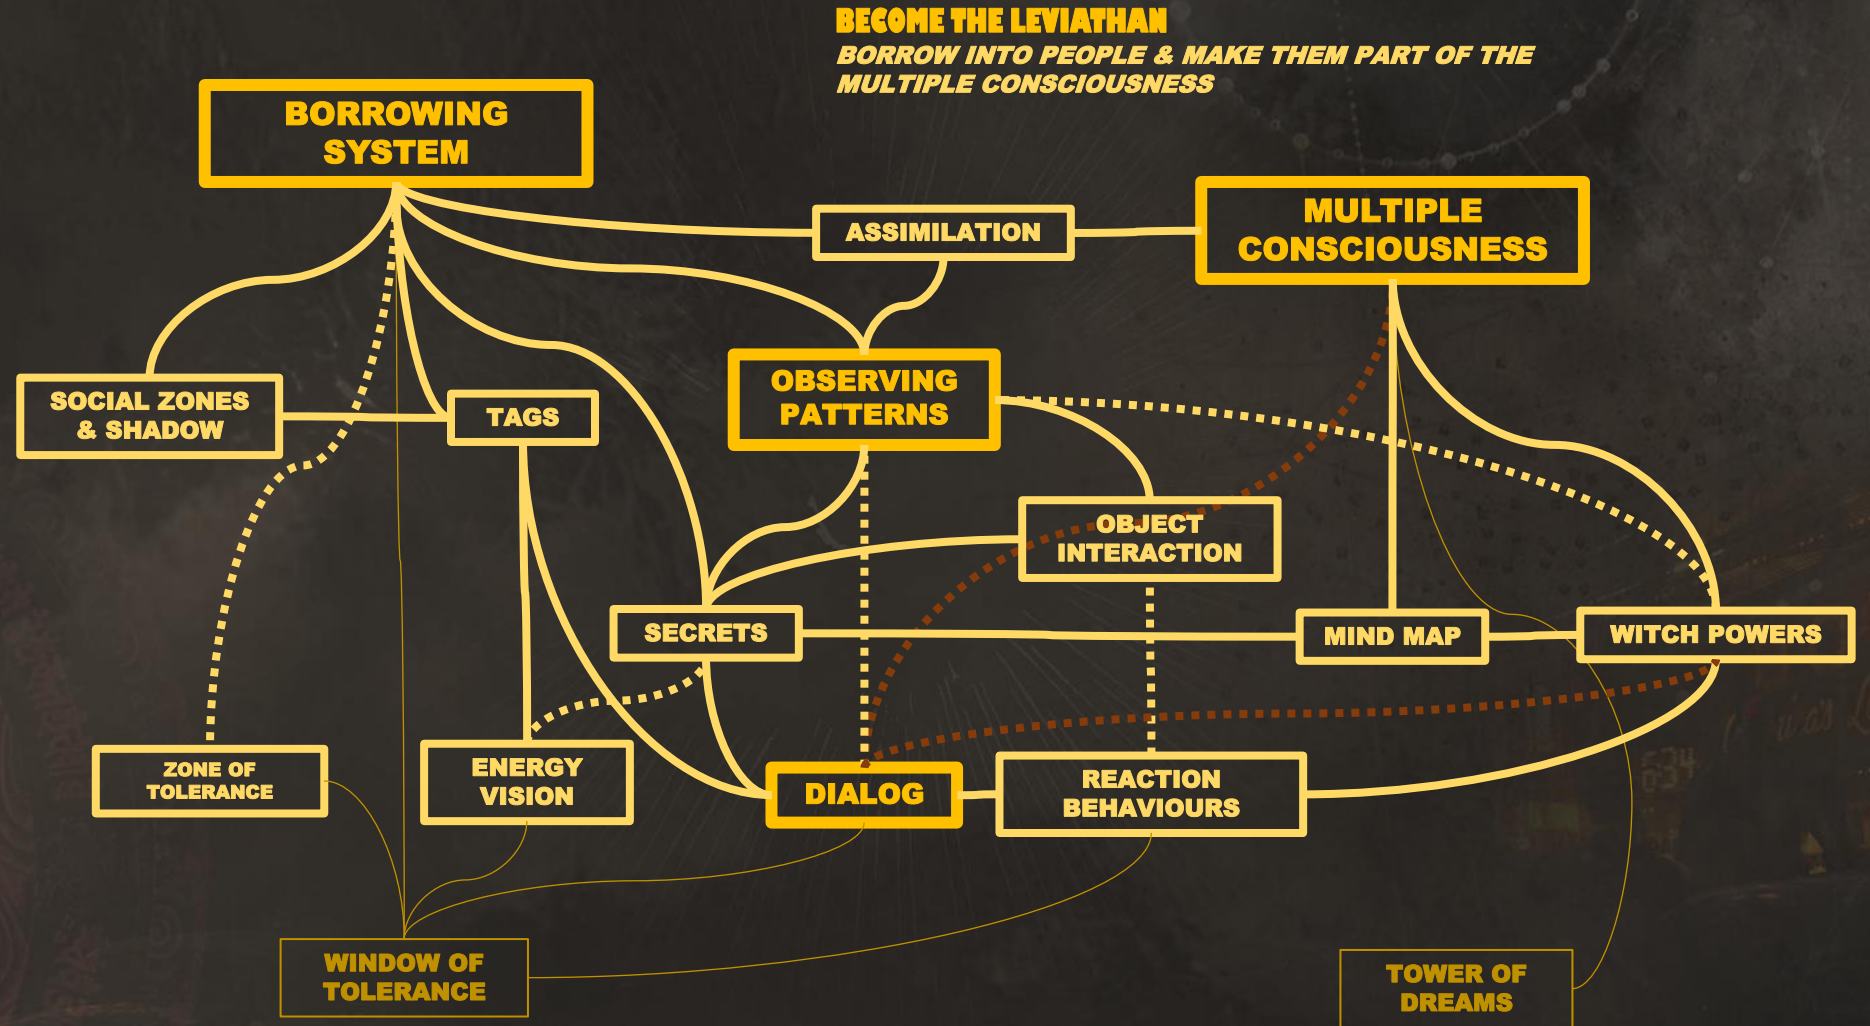 BECOME THE LEVIATHAN
BORROW INTO PEOPLE & MAKE THEM PART OF THE
MULTIPLE CONSCIOUSNESS
BORROWING
SYSTEM
ASSIMILATION
MULTIPLE
CONSCIOUSNESS
SOCIAL ZONES
& SHADOW
TAGS
OBSERVING
PATTERNS
OBJECT
INTERACTION
SECRETS
MIND MAP
WITCH POWERS
ZONE OF
TOLERANCE
ENERGY
VISION
DIALOG
REACTION
BEHAVIOURS
WINDOW OF
TOLERANCE
TOWER OF
DREAMS